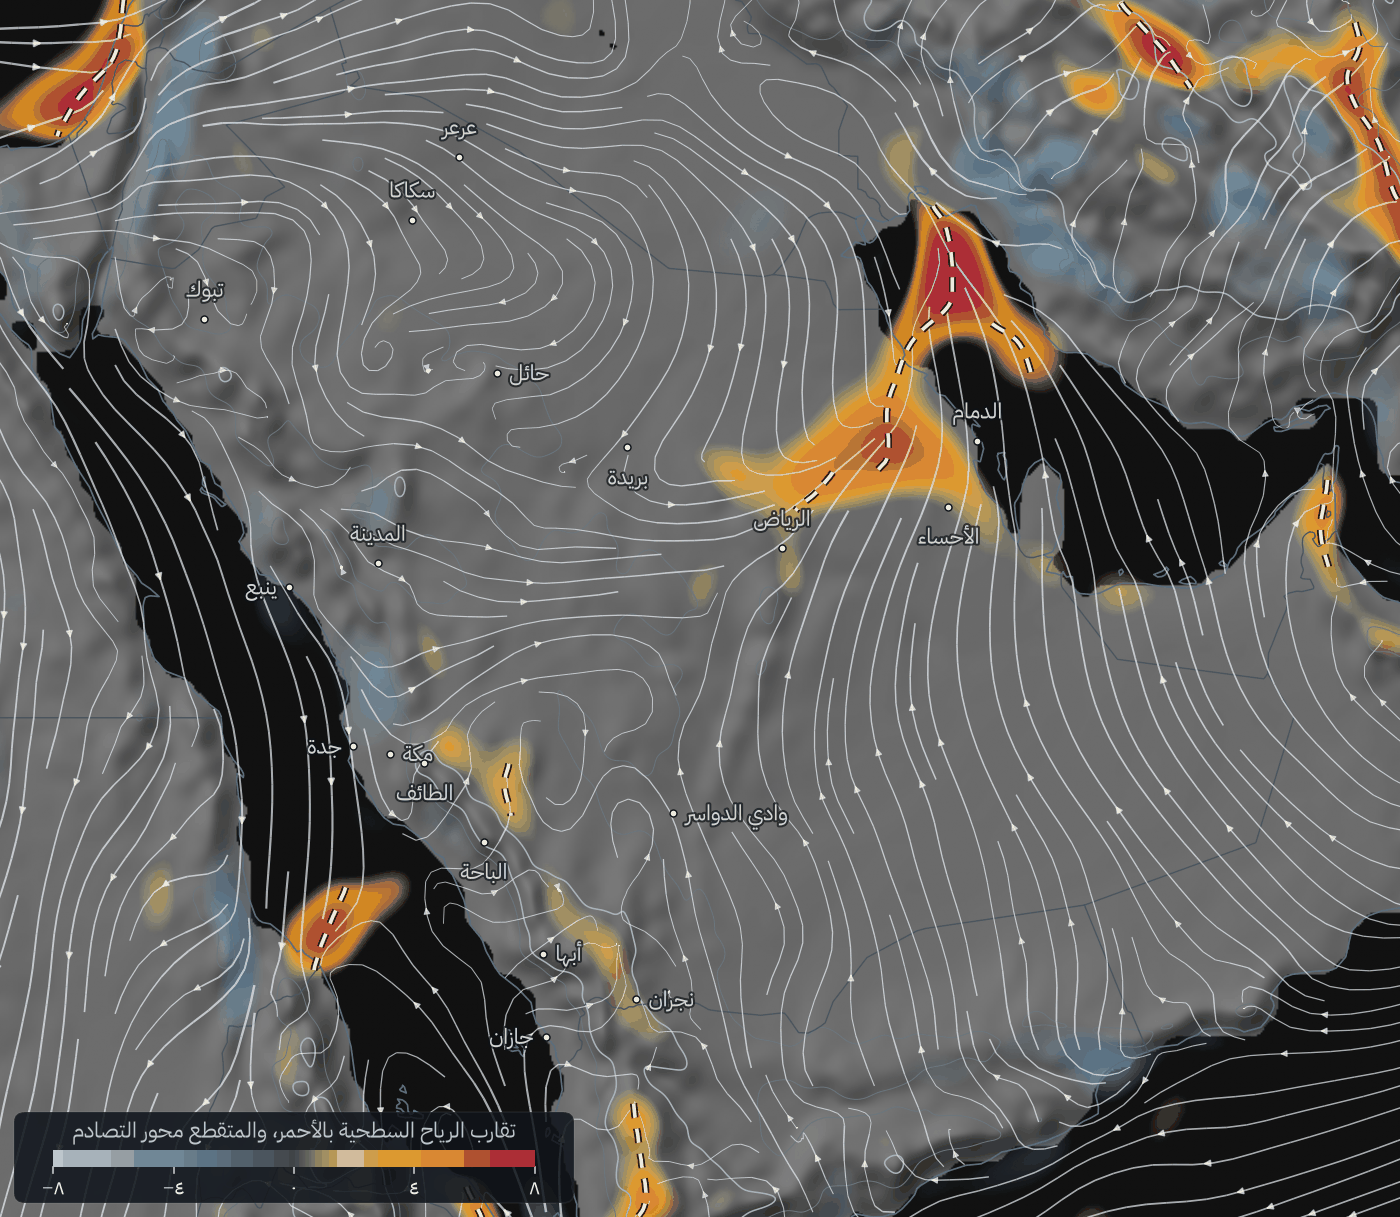 عرعر
سكاكا
تبوك
حائل
الدمام
بريدة
الرياض
الأحساء
المدينة
ينبع
جدة
مكة
الطائف
وادي الدواسر
الباحة
أبها
نجران
جازان
تقارب الرياح السطحية بالأحمر، والمتقطع محور التصادم
−٨ −٤ ٠ ٤ ٨